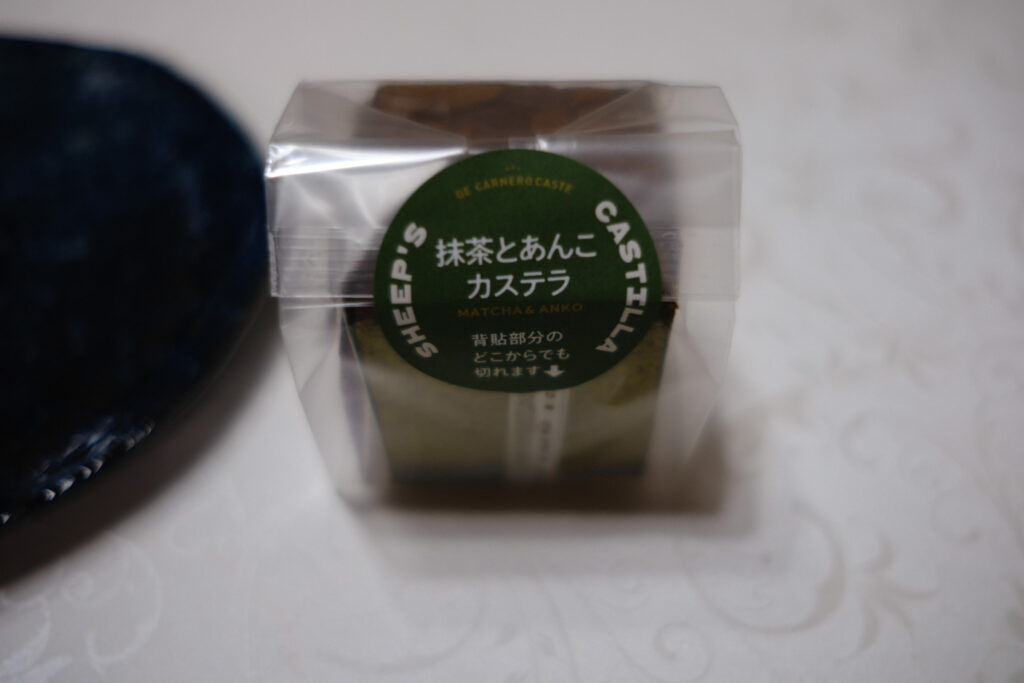 DE CARNERO CASTE
SHEEP'S
CASTILLA
抹茶とあんこ
カステラ
MATCHA & ANKO
背貼部分の
どこからでも
切れます